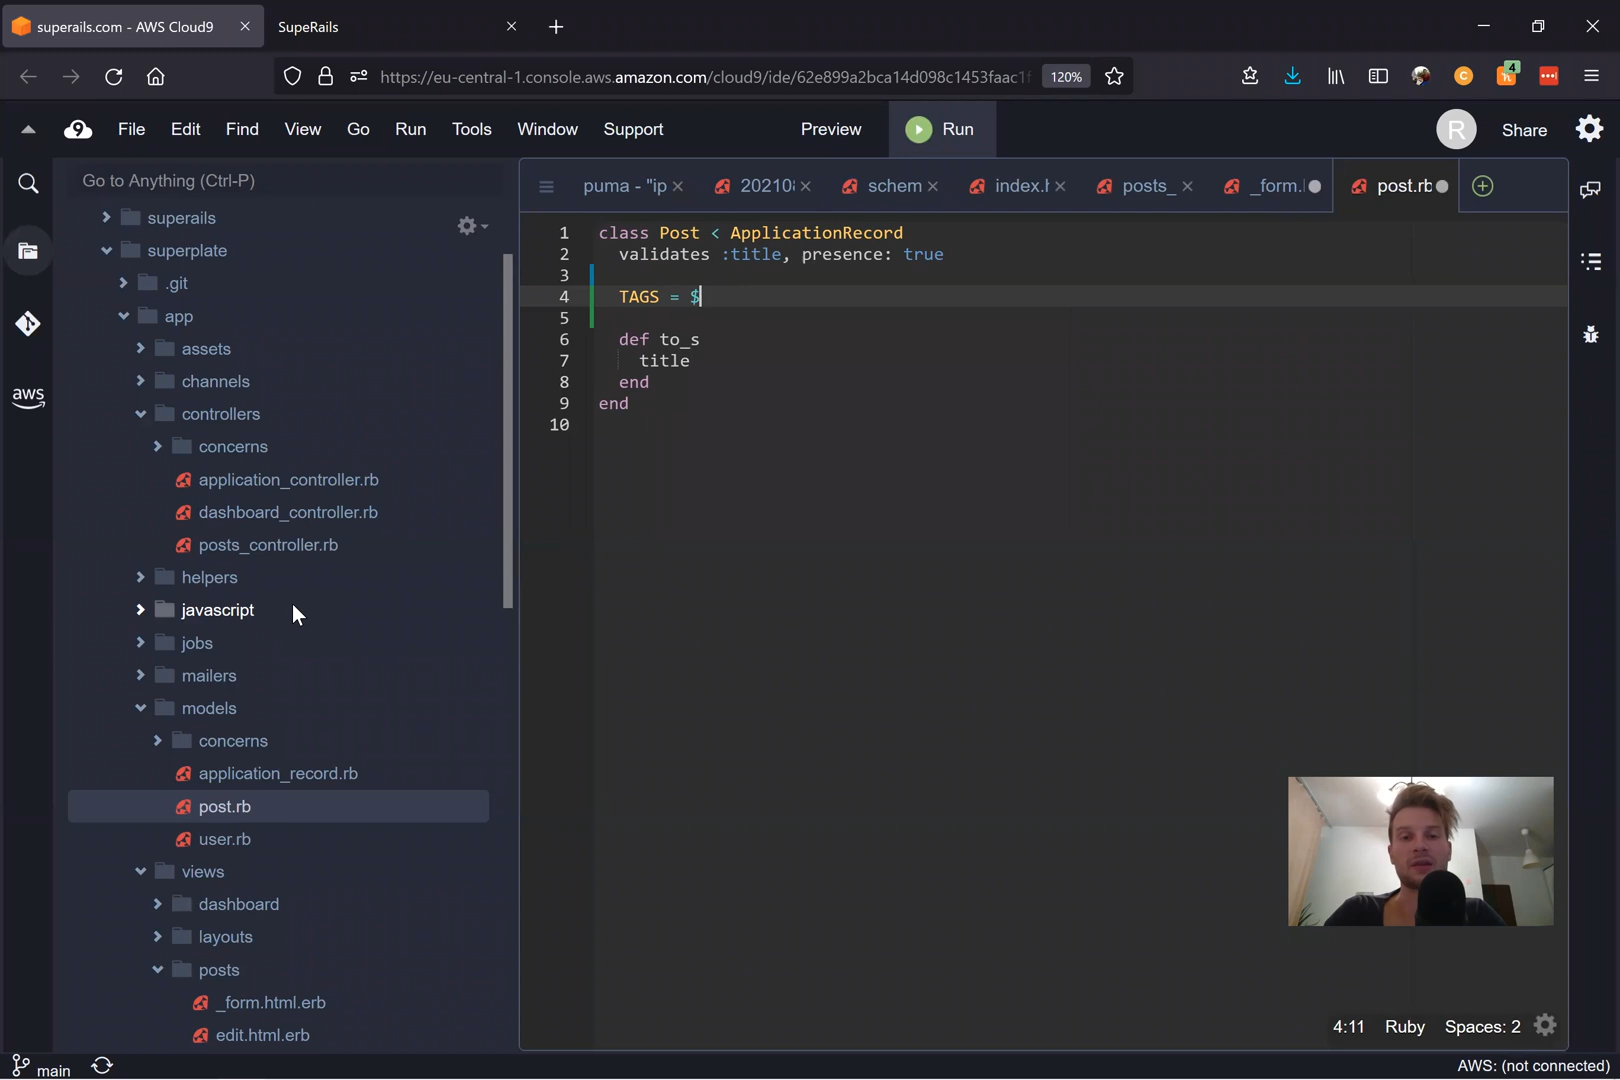 superails.com - AWS Cloud9
SupeRails
https://eu-central-1.console.aws.amazon.com/cloud9/ide/62e899a2bca14d098c1453faac1f
120%
4
File Edit Find View Go Run Tools Window Support
Preview
Run
R
Share
Go to Anything (Ctrl-P)
puma - "ip
20210
schem
index.h
posts_
_form.
post.rb
superails
superplate
.git
app
assets
channels
controllers
concerns
application_controller.rb
dashboard_controller.rb
posts_controller.rb
helpers
javascript
jobs
mailers
models
concerns
application_record.rb
post.rb
user.rb
views
dashboard
layouts
posts
_form.html.erb
edit.html.erb
aws
1 class Post < ApplicationRecord
2 validates :title, presence: true
3
4 TAGS = $
5
6 def to_s
7 title
8 end
9 end
10
4:11 Ruby Spaces: 2
main
AWS: (not connected)